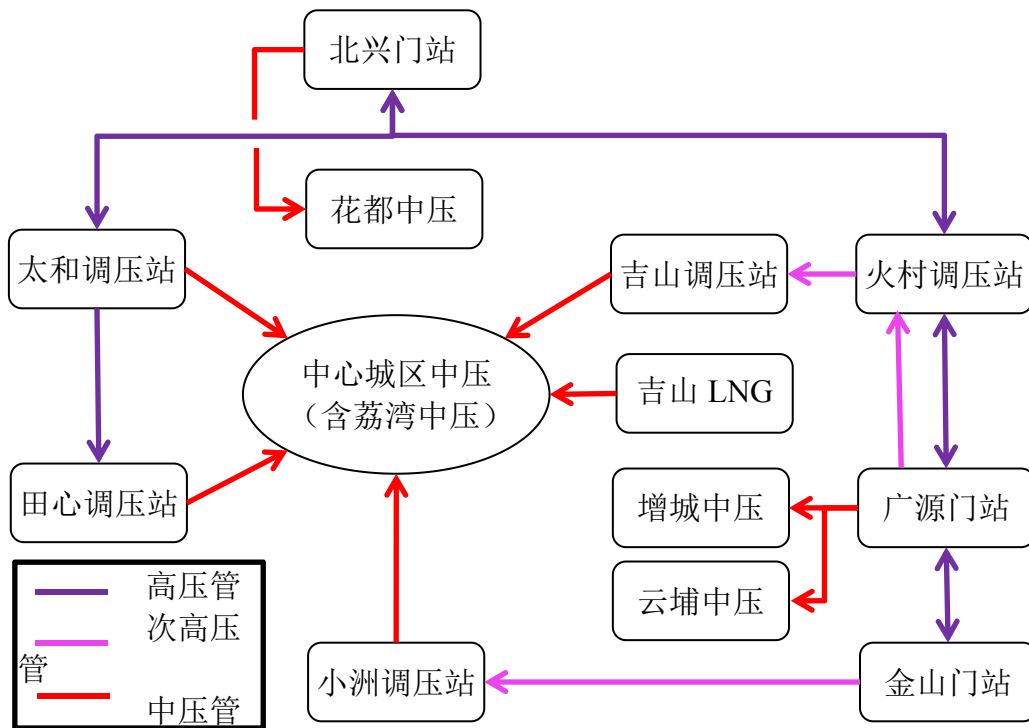 北兴门站
花都中压
太和调压站
吉山调压站
火村调压站
中心城区中压
（含荔湾中压）
吉山 LNG
田心调压站
增城中压
广源门站
云埔中压
高压管
次高压
管
中压管
小洲调压站
金山门站